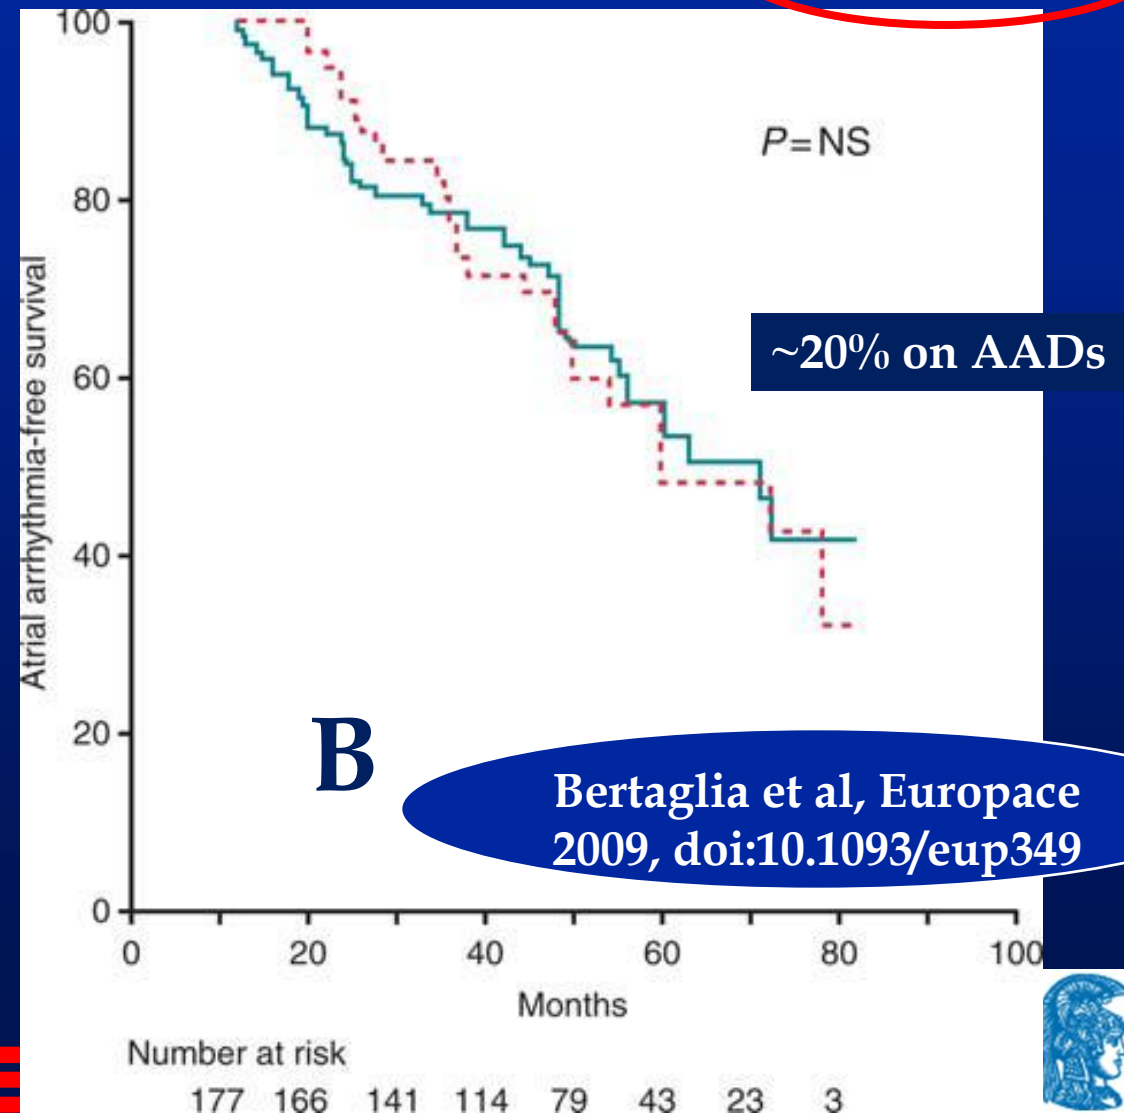 100
80
60
40
20
0
Atrial arrhythmia-free survival
P=NS
~20% on AADs
B
Bertaglia et al, Europace
2009, doi:10.1093/eup349
0 20 40 60 80 100
Months
Number at risk
177 166 141 114 79 43 23 3